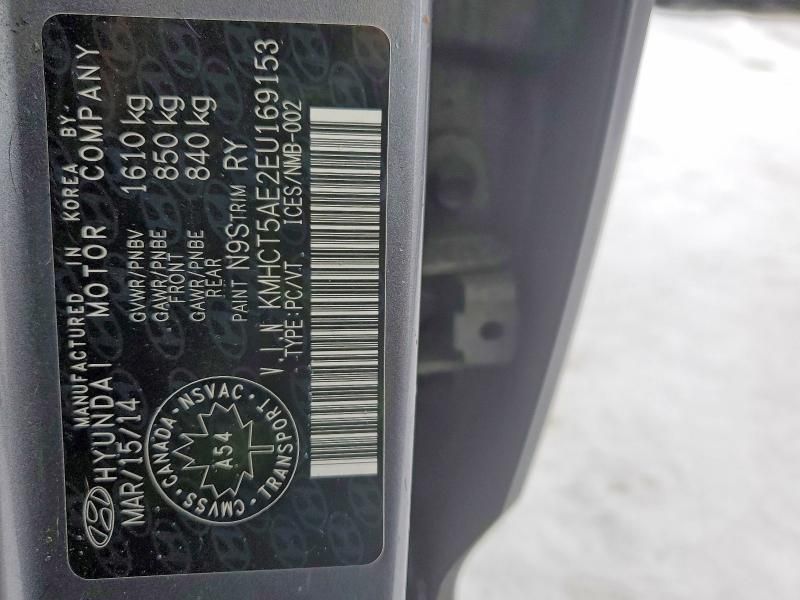 MANUFACTURED IN KOREA BY
HYUNDAI MOTOR COMPANY
MAR/15/14
GVWR/PNBV 1610 kg
GAWR/PNBE FRONT 850 kg
GAWR/PNBE REAR 840 kg
PAINT N9S TRIM RY
V.I.N KMHCT5AE2EU169153
TYPE:PC/VT. ICES/NMB-002
CMVSS · CANADA - NSVAC · TRANSPORT
A54